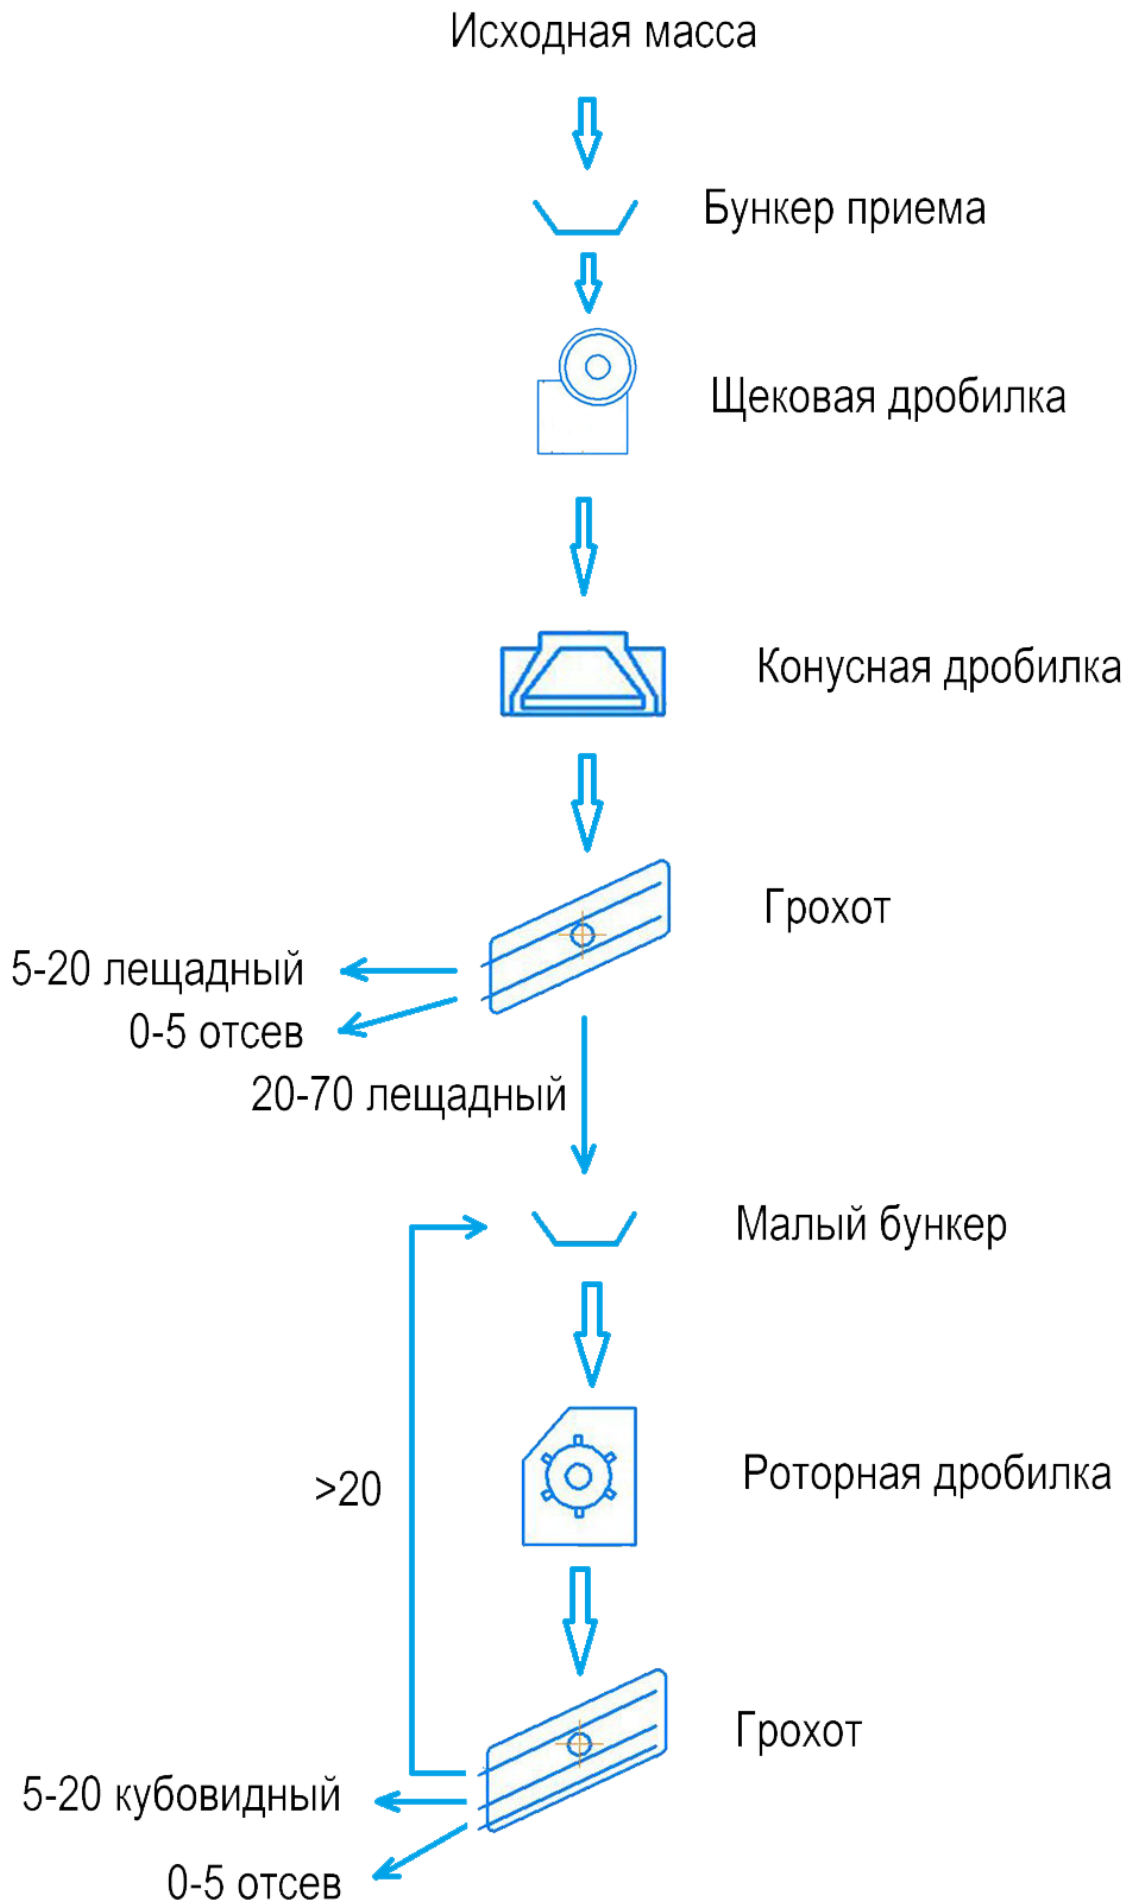 Исходная масса
Бункер приема
Щековая дробилка
Конусная дробилка
Грохот
5-20 лещадный
0-5 отсев
20-70 лещадный
Малый бункер
Роторная дробилка
>20
Грохот
5-20 кубовидный
0-5 отсев